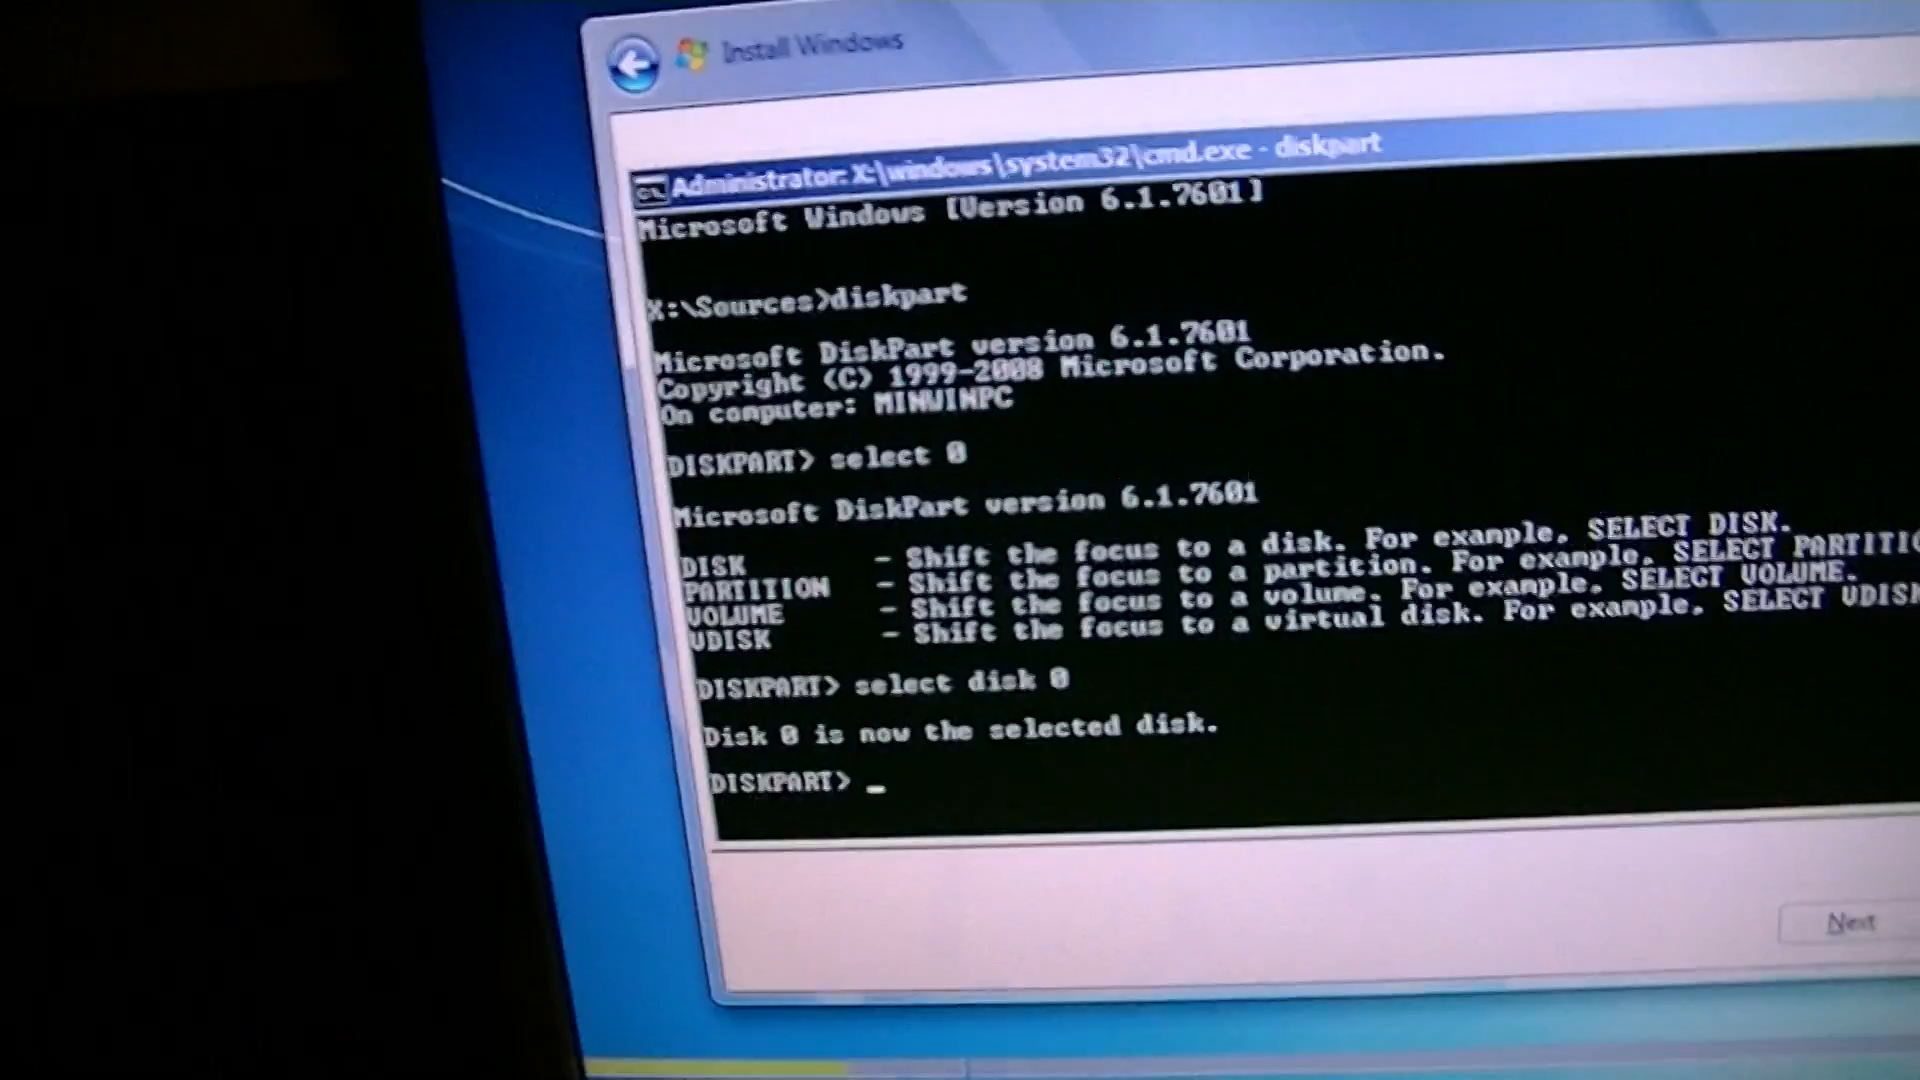 Install Windows
Administrator: X:\windows\system32\cmd.exe - diskpart
Microsoft Windows [Version 6.1.7601]
X:\Sources>diskpart
Microsoft DiskPart version 6.1.7601
Copyright (C) 1999-2008 Microsoft Corporation.
On computer: MINWINPC
DISKPART> select 0
Microsoft DiskPart version 6.1.7601
DISK - Shift the focus to a disk. For example, SELECT DISK.
PARTITION - Shift the focus to a partition. For example, SELECT PARTITIO
VOLUME - Shift the focus to a volume. For example, SELECT VOLUME.
VDISK - Shift the focus to a virtual disk. For example, SELECT VDISK
DISKPART> select disk 0
Disk 0 is now the selected disk.
DISKPART> _
Next